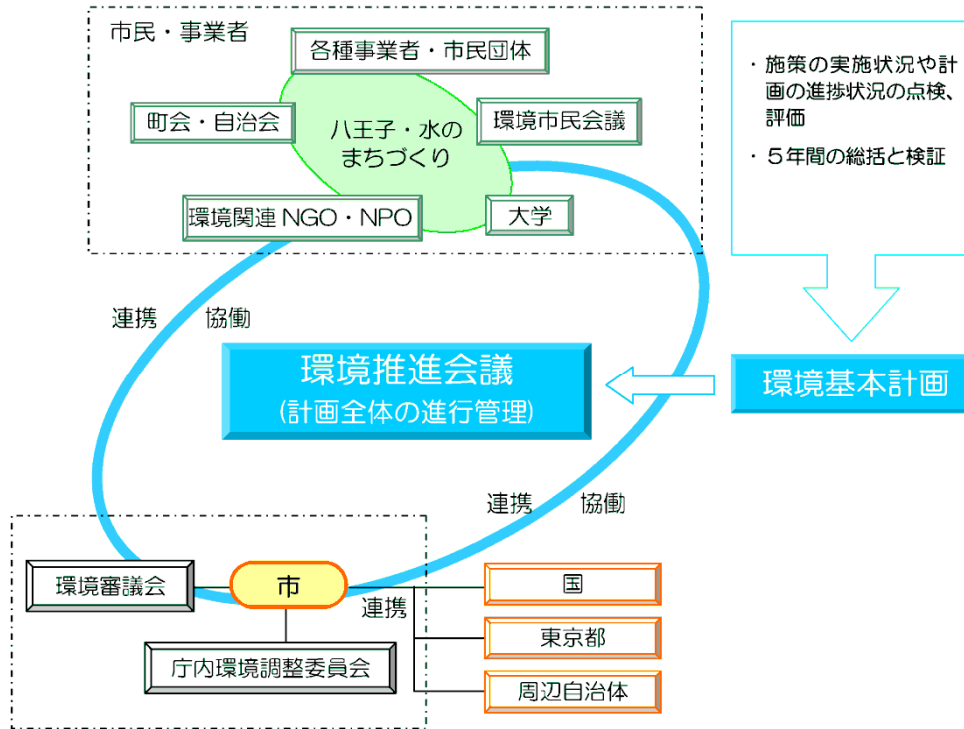 市民・事業者
各種事業者・市民団体
町会・自治会
八王子・水の
まちづくり
環境市民会議
環境関連 NGO・NPO
大学
・施策の実施状況や計
画の進捗状況の点検、
評価
・５年間の総括と検証
連携 協働
環境推進会議
(計画全体の進行管理)
環境基本計画
連携 協働
環境審議会
市
連携
国
東京都
庁内環境調整委員会
周辺自治体